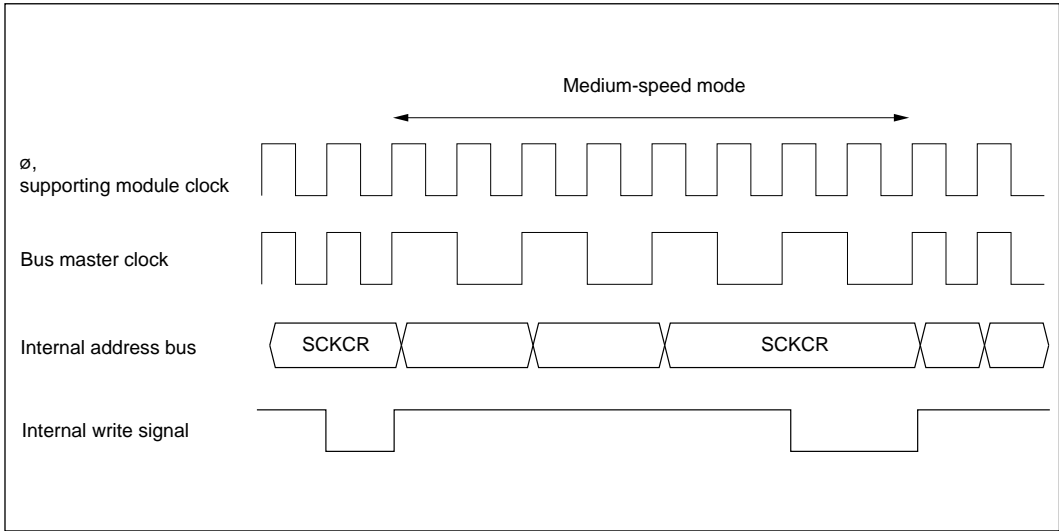 Medium-speed mode
ø,
supporting module clock
Bus master clock
Internal address bus
SCKCR
SCKCR
Internal write signal